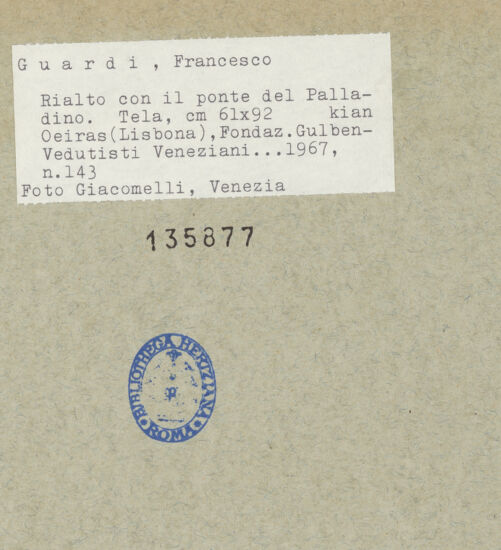 G u a r d i , Francesco
Rialto con il ponte del Palla-
dino. Tela, cm 61x92 kian
Oeiras(Lisbona),Fondaz.Gulben-
Vedutisti Veneziani...1967,
n.143
Foto Giacomelli, Venezia
135877
BIBLIOTHECA HERTZIANA
• ROMA •